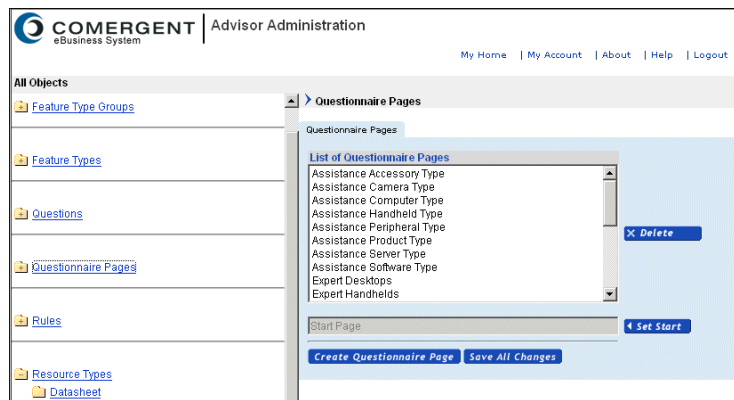 COMERGENT
eBusiness System
Advisor Administration
My Home | My Account | About | Help | Logout
All Objects
Feature Type Groups
Feature Types
Questions
Questionnaire Pages
Rules
Resource Types
Datasheet
Questionnaire Pages
Questionnaire Pages
List of Questionnaire Pages
Assistance Accessory Type
Assistance Camera Type
Assistance Computer Type
Assistance Handheld Type
Assistance Peripheral Type
Assistance Product Type
Assistance Server Type
Assistance Software Type
Expert Desktops
Expert Handhelds
Delete
Start Page
Set Start
Create Questionnaire Page
Save All Changes